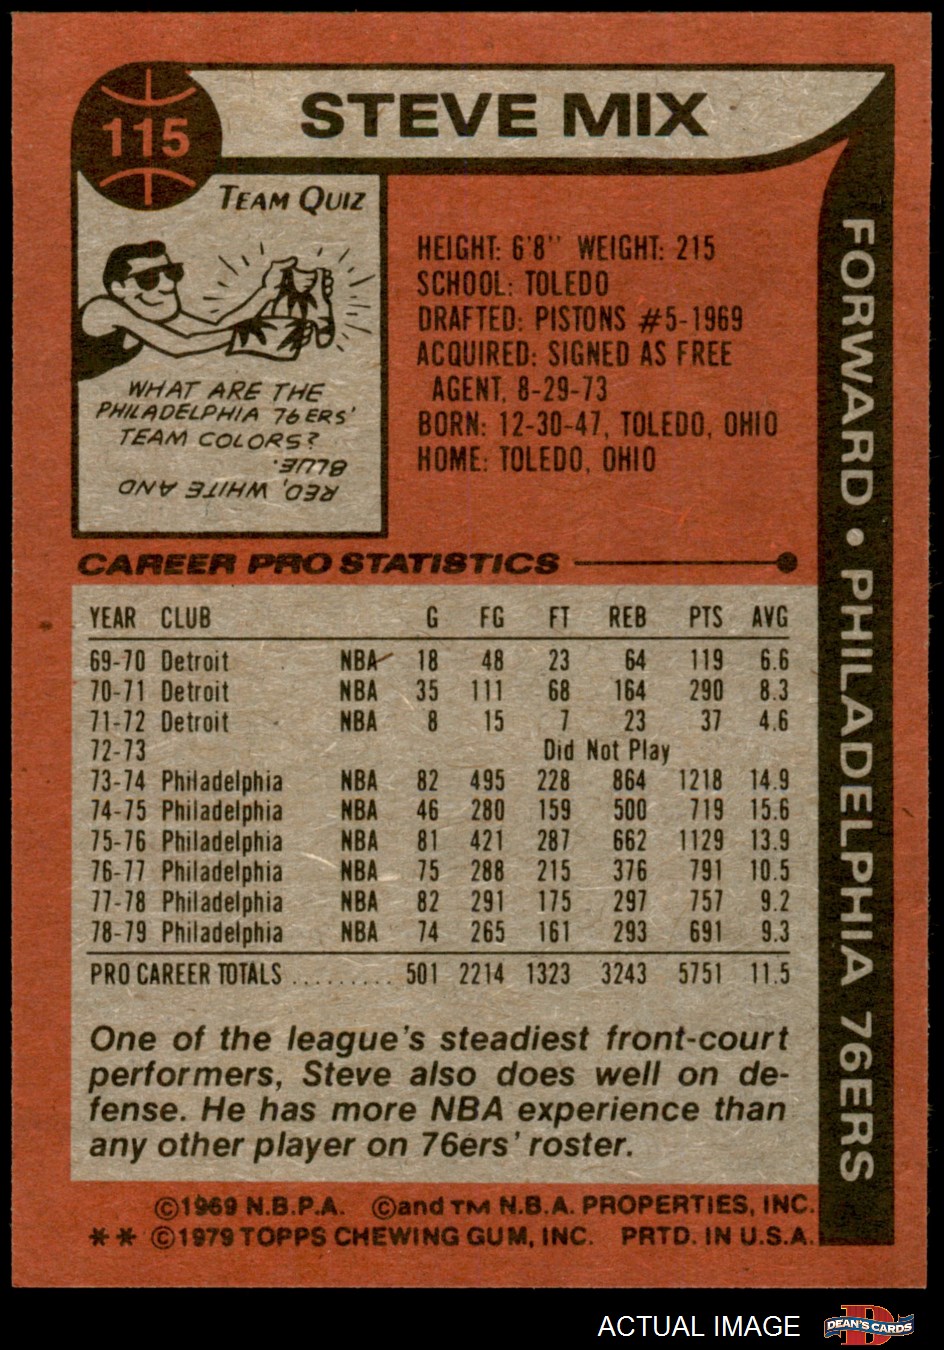 115
STEVE MIX
TEAM QUIZ
WHAT ARE THE
PHILADELPHIA 76ERS'
TEAM COLORS?
RED, WHITE AND
BLUE.
HEIGHT: 6'8" WEIGHT: 215
SCHOOL: TOLEDO
DRAFTED: PISTONS #5-1969
ACQUIRED: SIGNED AS FREE
AGENT, 8-29-73
BORN: 12-30-47, TOLEDO, OHIO
HOME: TOLEDO, OHIO
FORWARD • PHILADELPHIA 76ERS
CAREER PRO STATISTICS
YEAR CLUB G FG FT REB PTS AVG
69-70 Detroit NBA 18 48 23 64 119 6.6
70-71 Detroit NBA 35 111 68 164 290 8.3
71-72 Detroit NBA 8 15 7 23 37 4.6
72-73 Did Not Play
73-74 Philadelphia NBA 82 495 228 864 1218 14.9
74-75 Philadelphia NBA 46 280 159 500 719 15.6
75-76 Philadelphia NBA 81 421 287 662 1129 13.9
76-77 Philadelphia NBA 75 288 215 376 791 10.5
77-78 Philadelphia NBA 82 291 175 297 757 9.2
78-79 Philadelphia NBA 74 265 161 293 691 9.3
PRO CAREER TOTALS ......... 501 2214 1323 3243 5751 11.5
One of the league's steadiest front-court
performers, Steve also does well on de-
fense. He has more NBA experience than
any other player on 76ers' roster.
©1969 N.B.P.A. ©and TM N.B.A. PROPERTIES, INC.
** ©1979 TOPPS CHEWING GUM, INC. PRTD. IN U.S.A.
ACTUAL IMAGE
D
DEAN'S CARDS